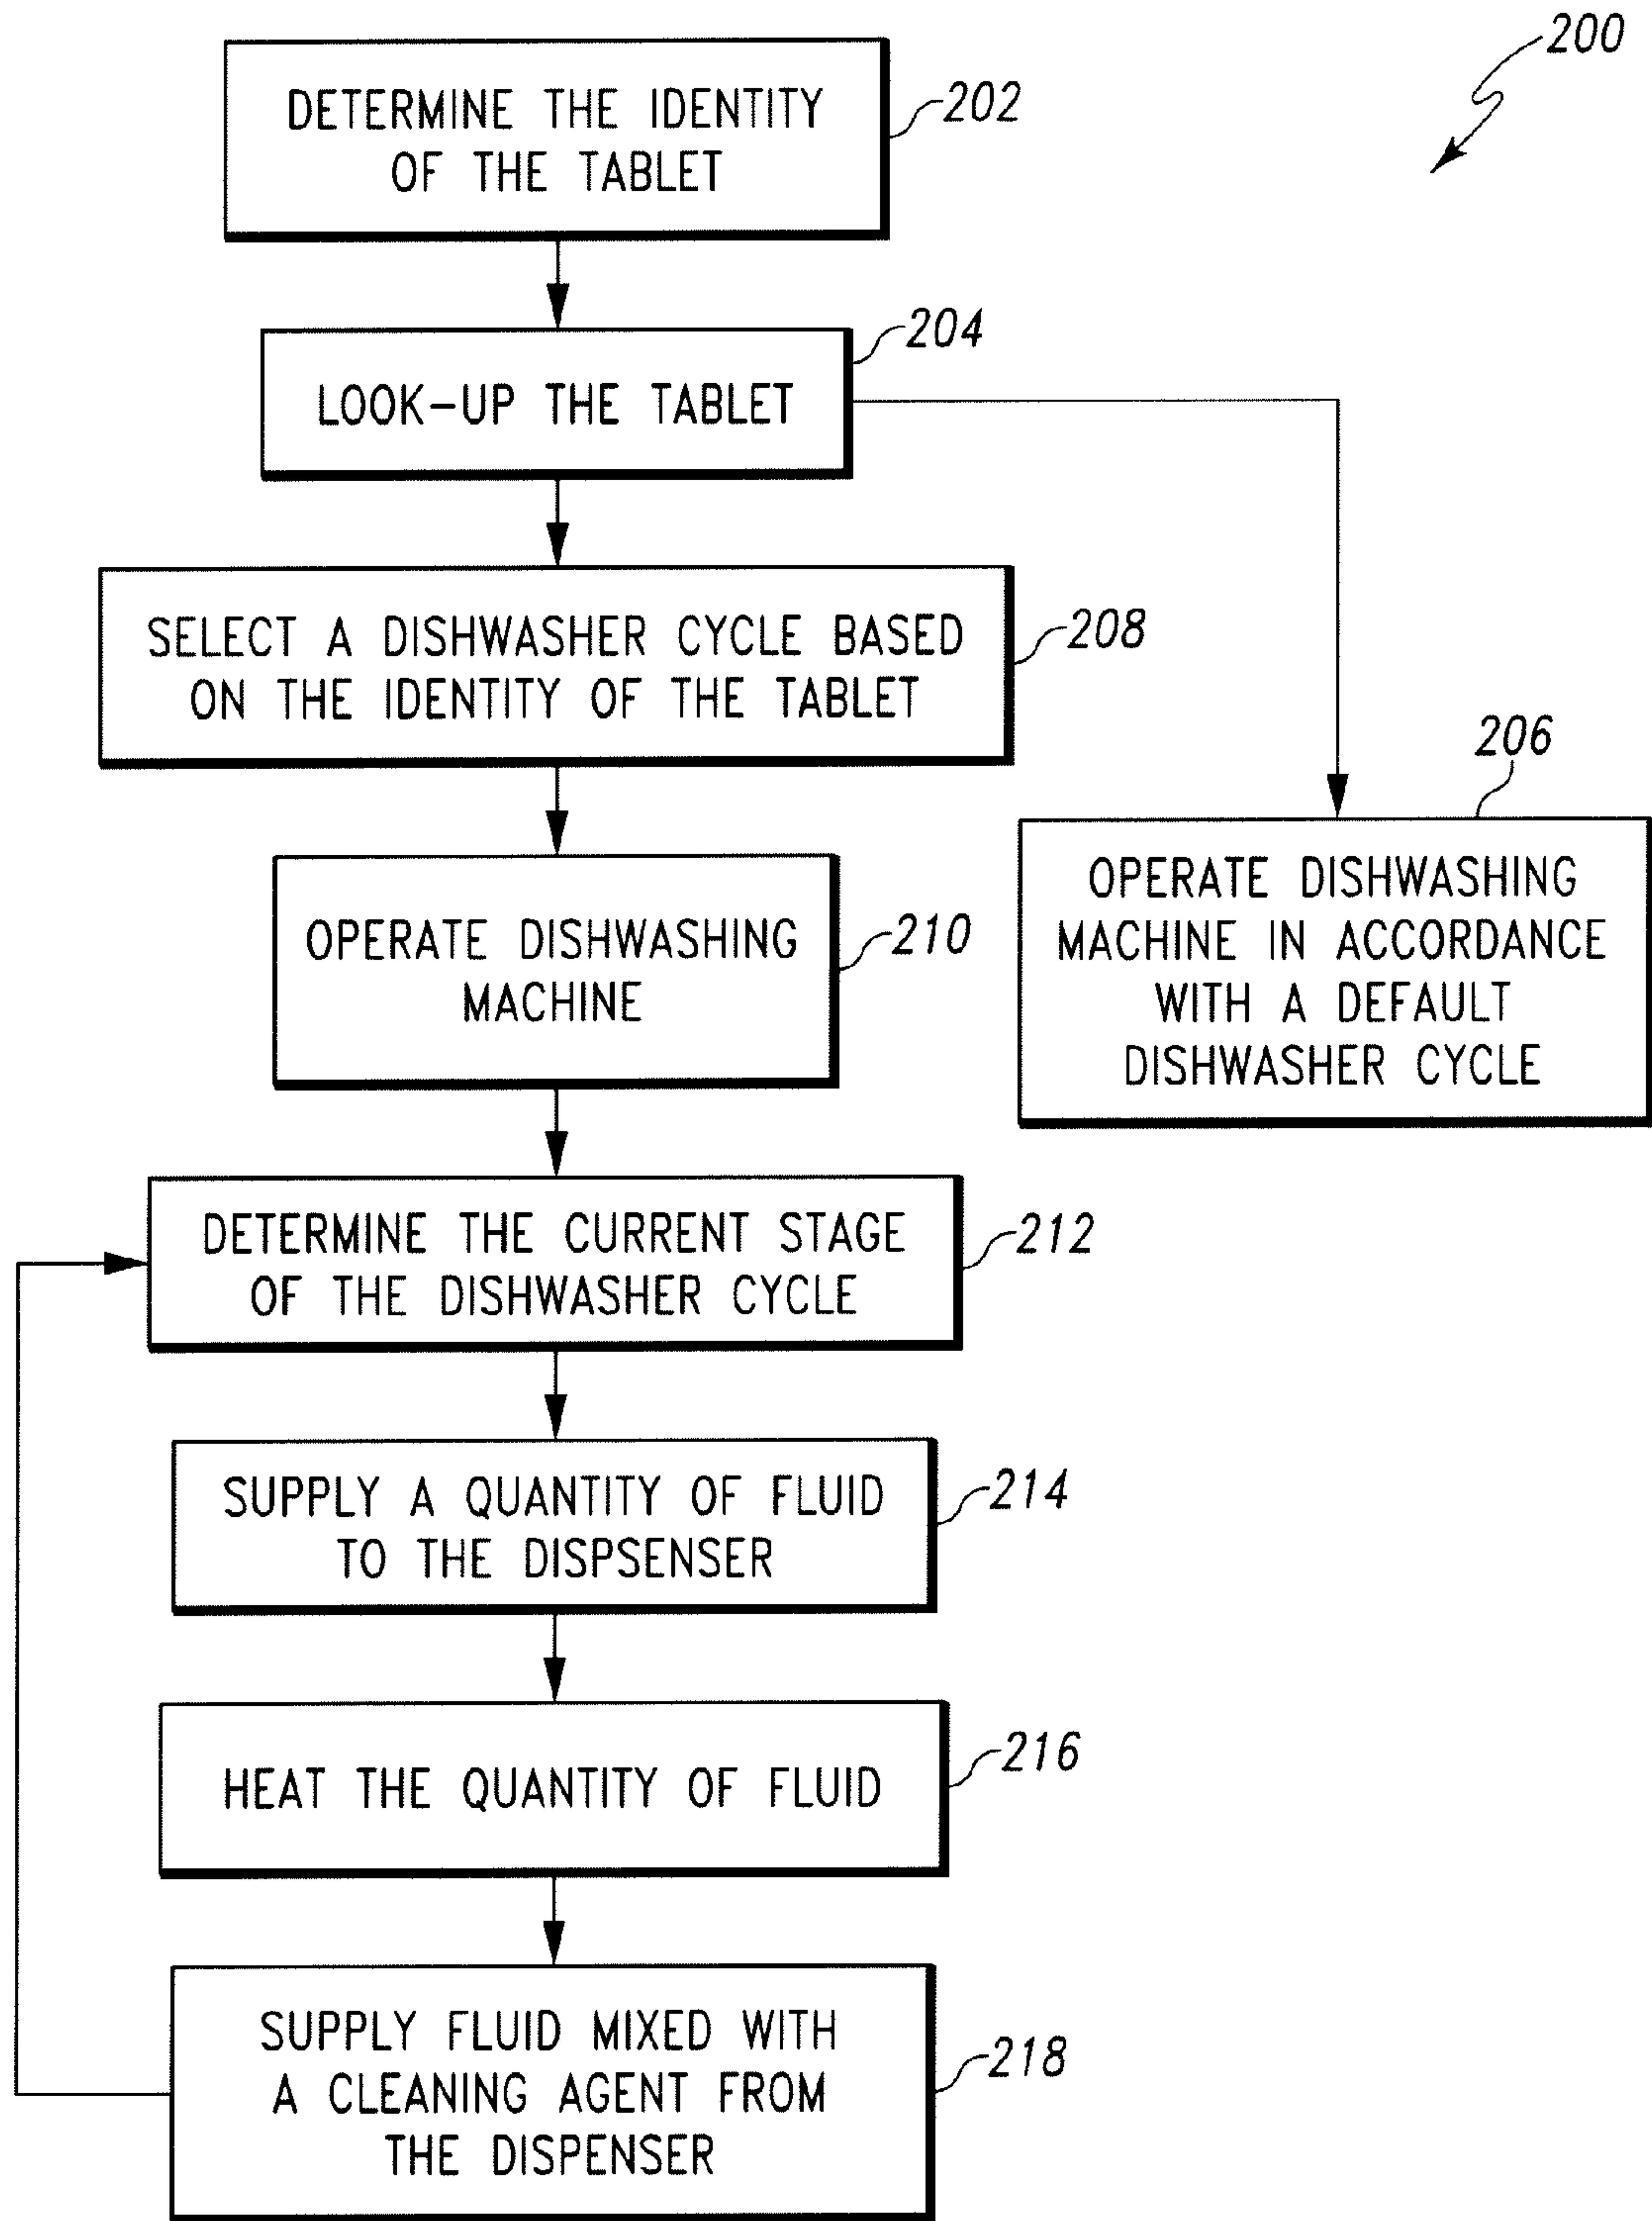 200
DETERMINE THE IDENTITY
OF THE TABLET
202
LOOK-UP THE TABLET
204
SELECT A DISHWASHER CYCLE BASED
ON THE IDENTITY OF THE TABLET
208
206
OPERATE DISHWASHING
MACHINE IN ACCORDANCE
WITH A DEFAULT
DISHWASHER CYCLE
OPERATE DISHWASHING
MACHINE
210
DETERMINE THE CURRENT STAGE
OF THE DISHWASHER CYCLE
212
SUPPLY A QUANTITY OF FLUID
TO THE DISPSENSER
214
HEAT THE QUANTITY OF FLUID
216
SUPPLY FLUID MIXED WITH
A CLEANING AGENT FROM
THE DISPENSER
218